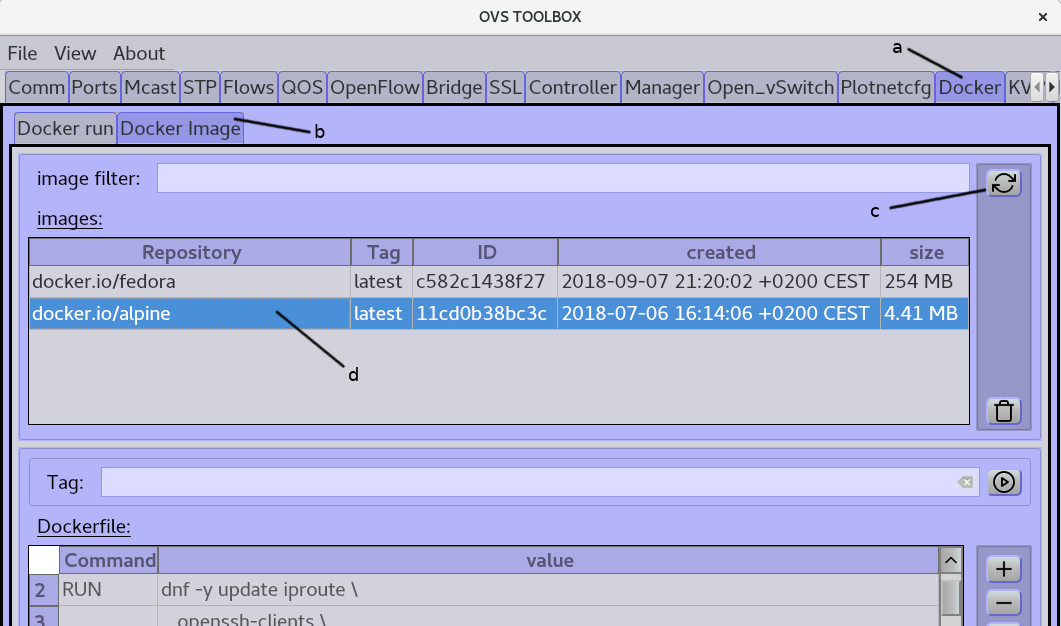 OVS TOOLBOX
File View About
a
Comm Ports Mcast STP Flows QOS OpenFlow Bridge SSL Controller Manager Open_vSwitch Plotnetcfg Docker KV
Docker run Docker Image
b
image filter:
c
images:
Repository Tag ID created size
docker.io/fedora latest c582c1438f27 2018-09-07 21:20:02 +0200 CEST 254 MB
docker.io/alpine latest 11cd0b38bc3c 2018-07-06 16:14:06 +0200 CEST 4.41 MB
d
Tag:
Dockerfile:
Command value
2 RUN dnf -y update iproute \
3 openssh-clients \